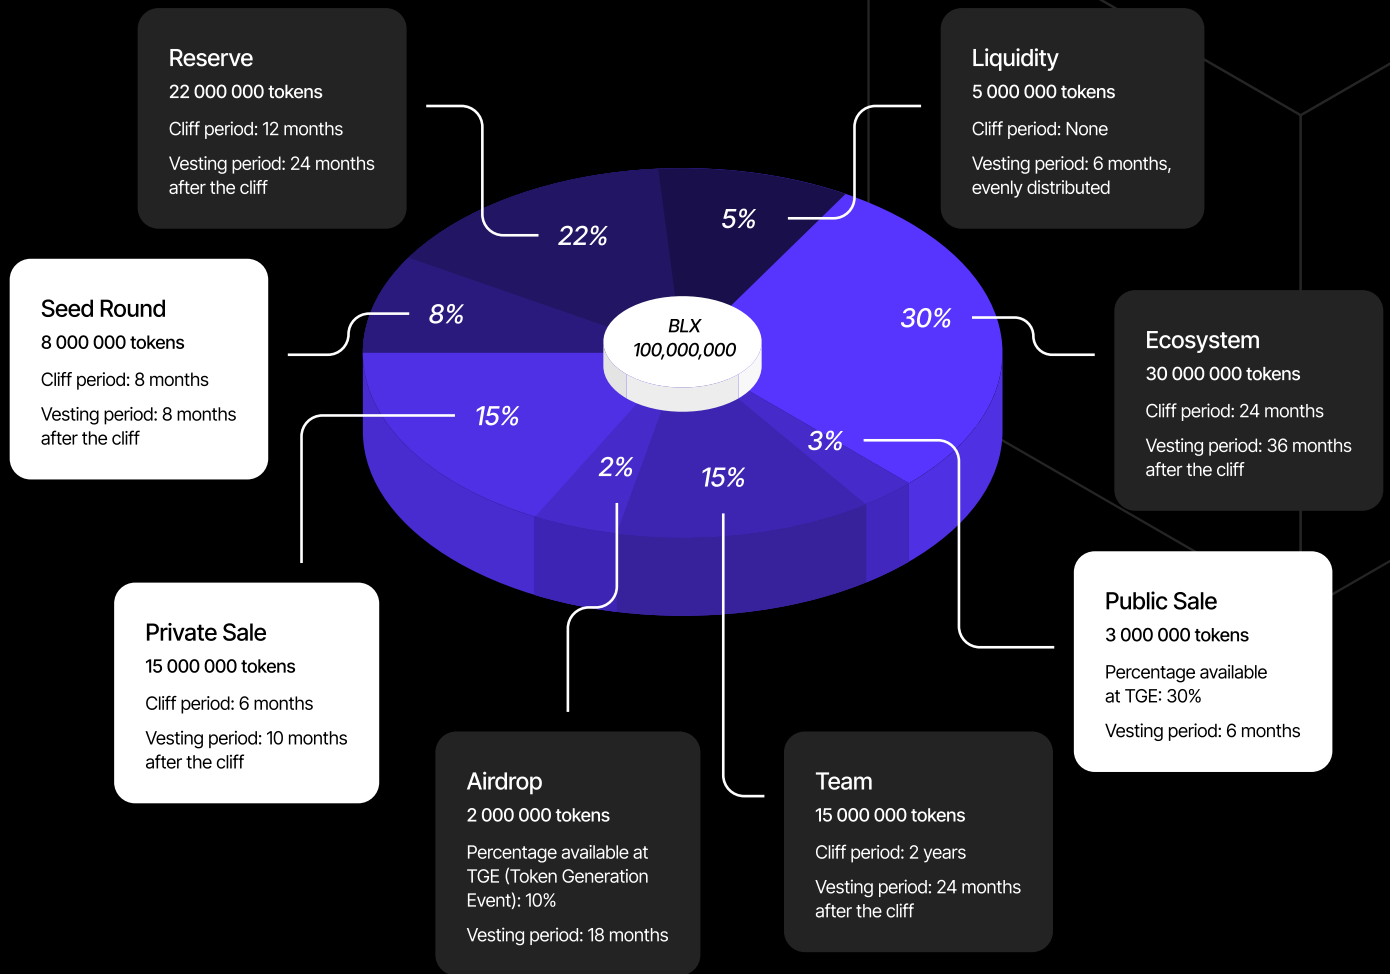 Reserve
22 000 000 tokens
Cliff period: 12 months
Vesting period: 24 months
after the cliff
Liquidity
5 000 000 tokens
Cliff period: None
Vesting period: 6 months,
evenly distributed
22%
5%
8%
30%
BLX
100,000,000
15%
3%
2%
15%
Seed Round
8 000 000 tokens
Cliff period: 8 months
Vesting period: 8 months
after the cliff
Ecosystem
30 000 000 tokens
Cliff period: 24 months
Vesting period: 36 months
after the cliff
Private Sale
15 000 000 tokens
Cliff period: 6 months
Vesting period: 10 months
after the cliff
Public Sale
3 000 000 tokens
Percentage available
at TGE: 30%
Vesting period: 6 months
Airdrop
2 000 000 tokens
Percentage available at
TGE (Token Generation
Event): 10%
Vesting period: 18 months
Team
15 000 000 tokens
Cliff period: 2 years
Vesting period: 24 months
after the cliff